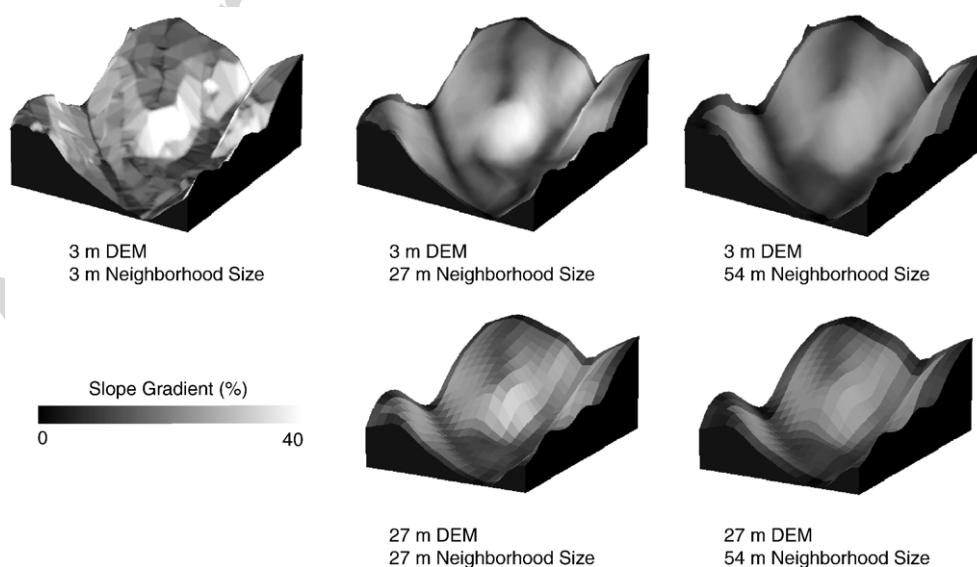 3 m DEM
3 m Neighborhood Size
3 m DEM
27 m Neighborhood Size
3 m DEM
54 m Neighborhood Size
Slope Gradient (%)
0
40
27 m DEM
27 m Neighborhood Size
27 m DEM
54 m Neighborhood Size